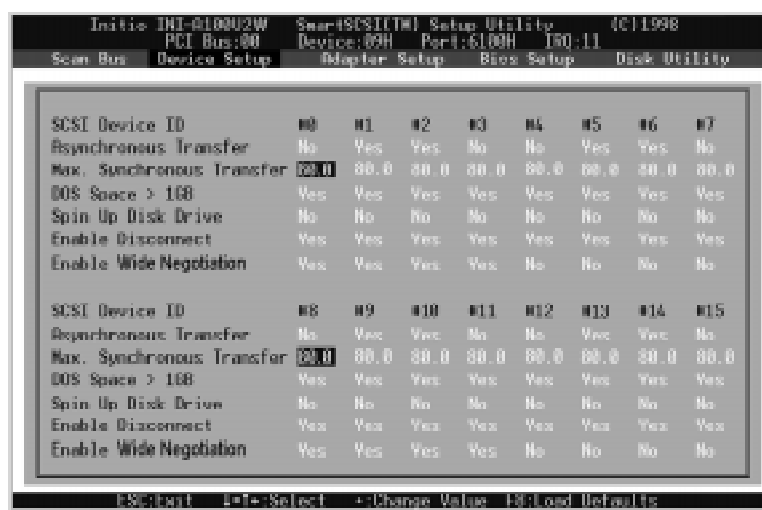 Initio INI-A100U2W SmartSCSI(TM) Setup Utility (C)1998
PCI Bus:00 Device:09H Port:6100H IRQ:11
Scan Bus Device Setup Adapter Setup Bios Setup Disk Utility
SCSI Device ID #0 #1 #2 #3 #4 #5 #6 #7
Asynchronous Transfer No Yes Yes No No Yes Yes No
Max. Synchronous Transfer 80.0 80.0 80.0 80.0 80.0 80.0 80.0 80.0
DOS Space > 1GB Yes Yes Yes Yes Yes Yes Yes Yes
Spin Up Disk Drive No No No No No No No No
Enable Disconnect Yes Yes Yes Yes Yes Yes Yes Yes
Enable Wide Negotiation Yes Yes Yes Yes No No No No
SCSI Device ID #8 #9 #10 #11 #12 #13 #14 #15
Asynchronous Transfer No Yes Yes No No Yes Yes No
Max. Synchronous Transfer 80.0 80.0 80.0 80.0 80.0 80.0 80.0 80.0
DOS Space > 1GB Yes Yes Yes Yes Yes Yes Yes Yes
Spin Up Disk Drive No No No No No No No No
Enable Disconnect Yes Yes Yes Yes Yes Yes Yes Yes
Enable Wide Negotiation Yes Yes Yes Yes No No No No
ESC:Exit :Select :Change Value F8:Load Defaults